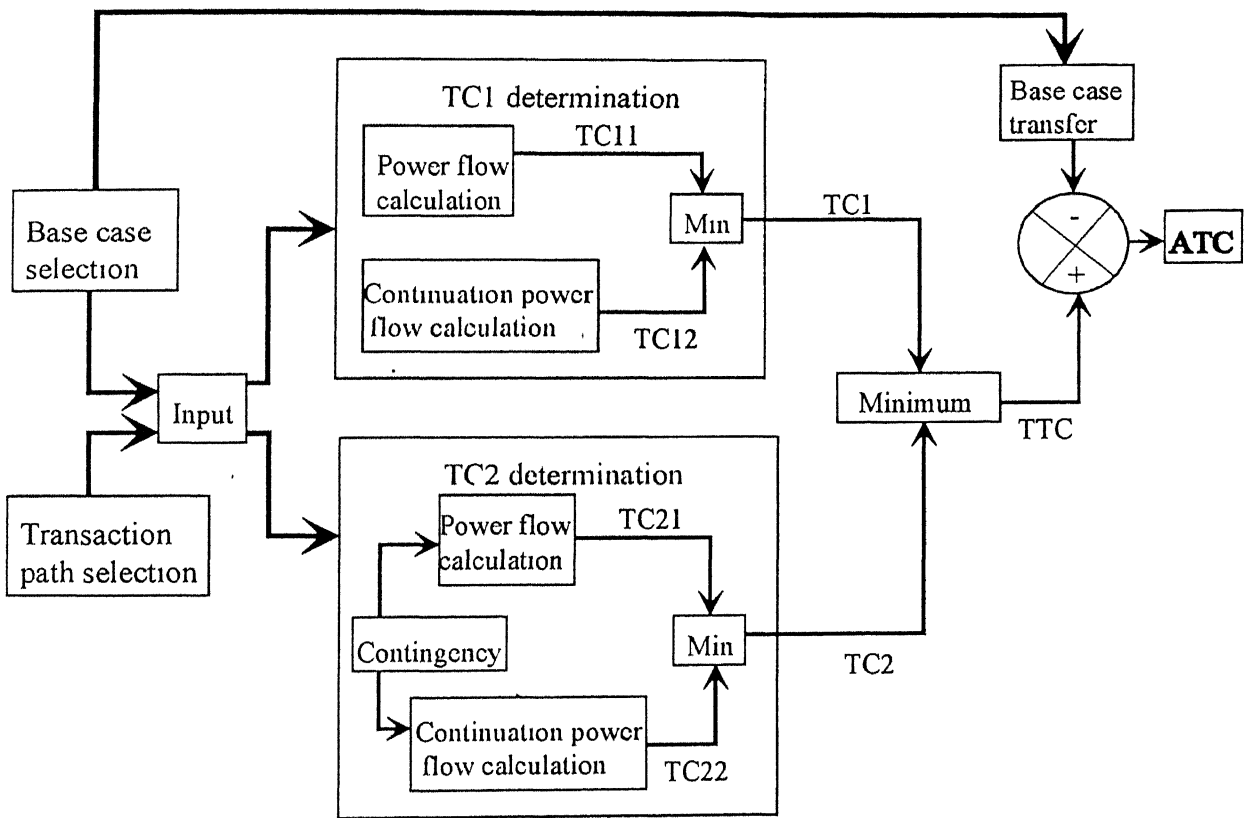 Base case
transfer
TC1 determination
TC11
Power flow
calculation
Min
TC1
-
+
ATC
Base case
selection
Continuation power
flow calculation
TC12
Input
Minimum
TTC
TC2 determination
Transaction
path selection
Power flow
calculation
TC21
Contingency
Min
TC2
Continuation power
flow calculation
TC22